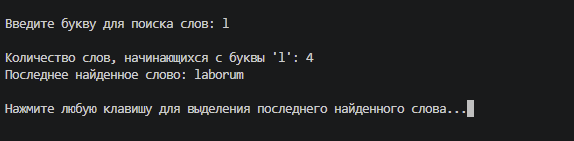 Введите букву для поиска слов: l
Количество слов, начинающихся с буквы 'l': 4
Последнее найденное слово: laborum
Нажмите любую клавишу для выделения последнего найденного слова...